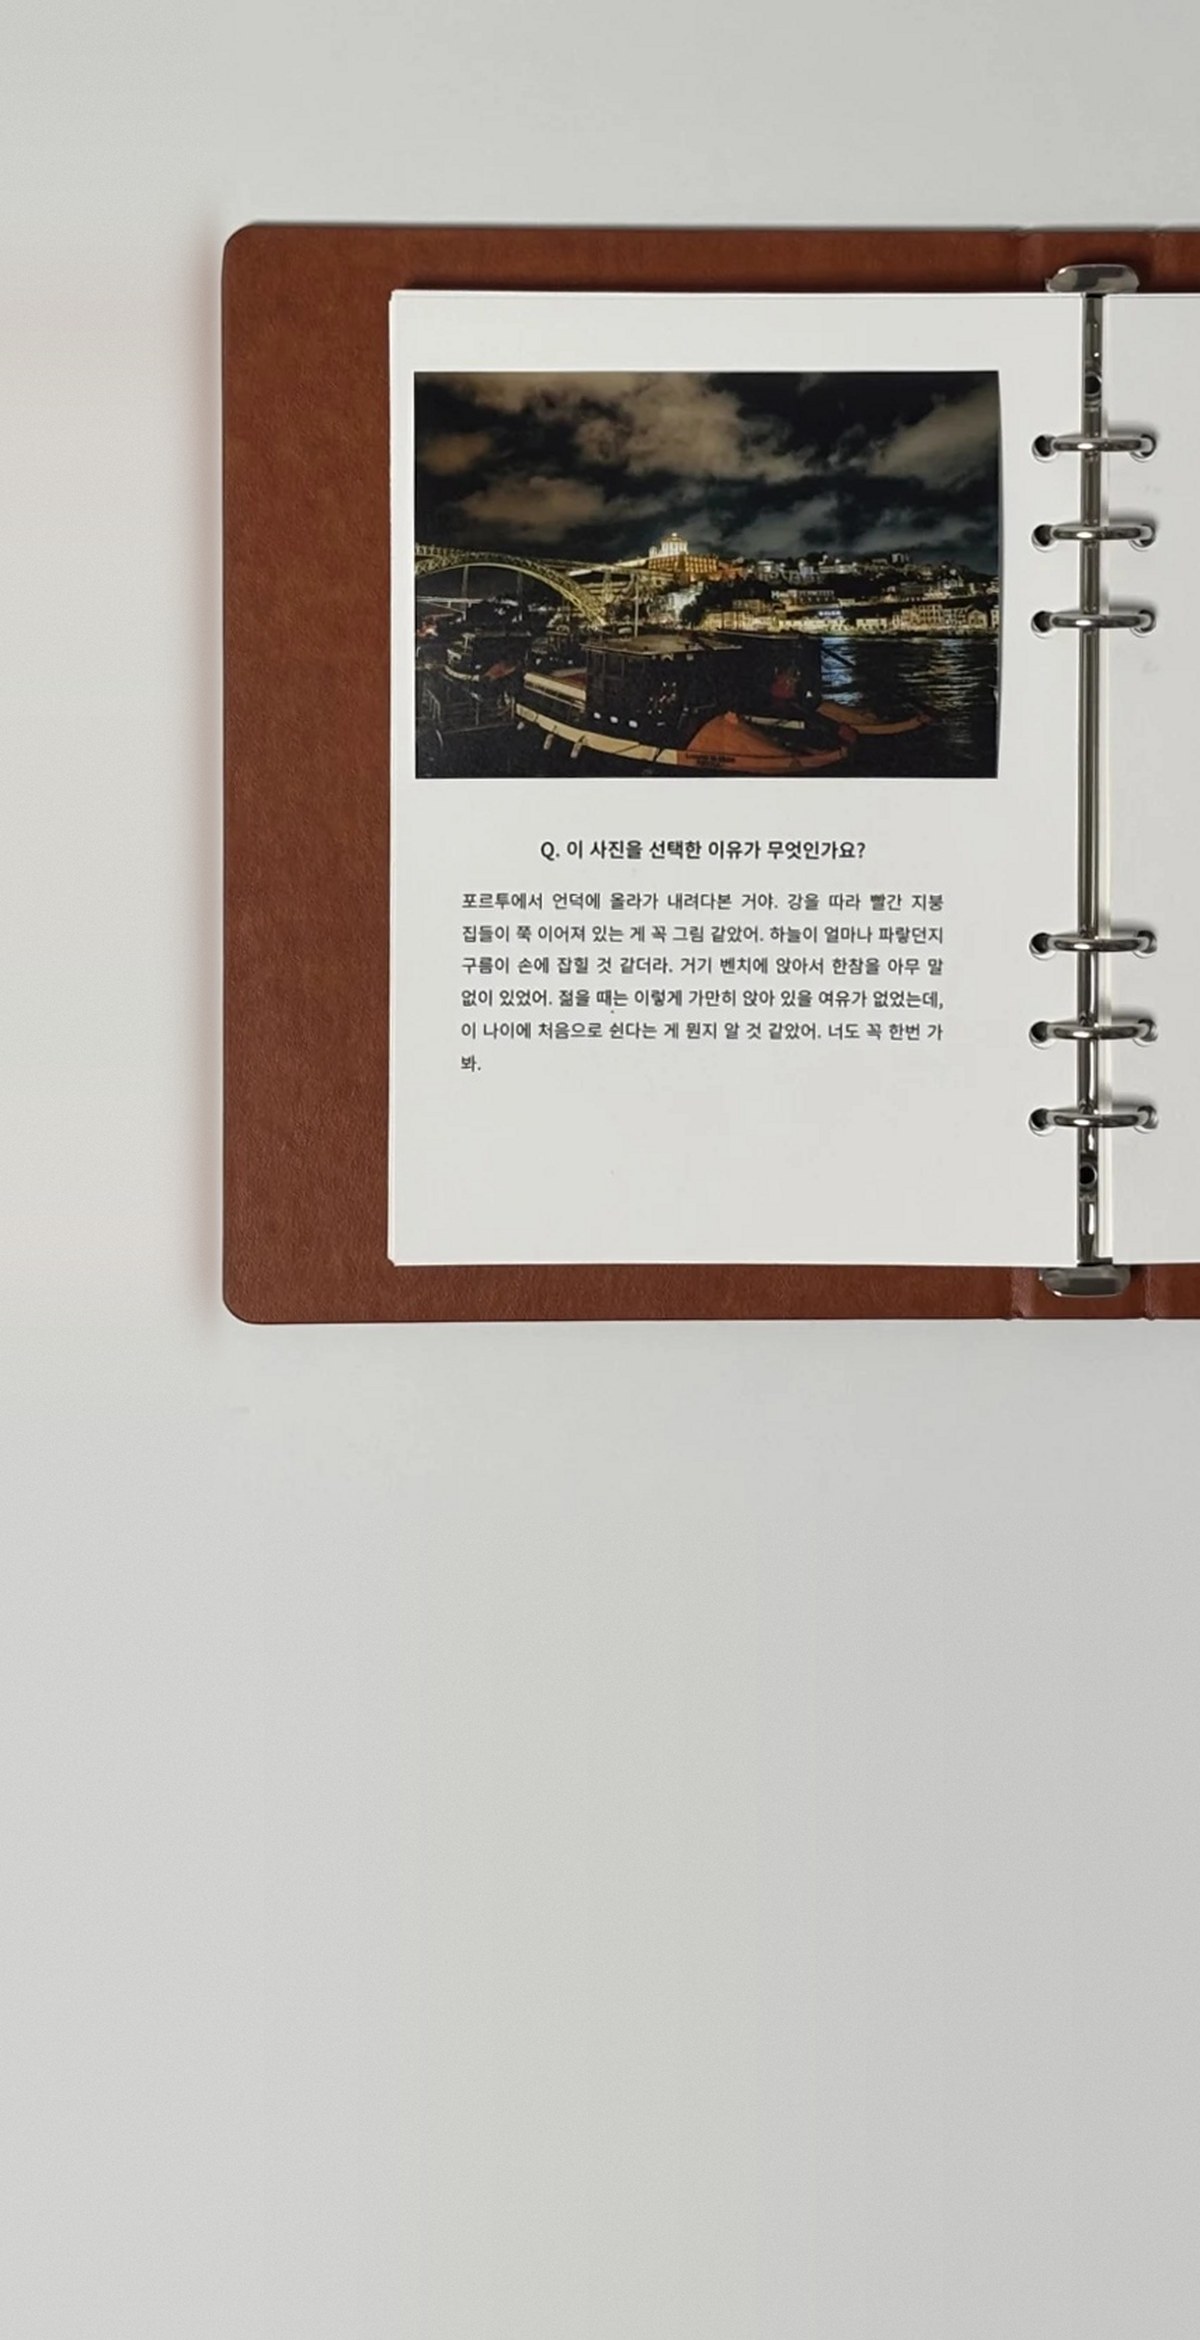 Q. 이 사진을 선택한 이유가 무엇인가요?
포르투에서 언덕에 올라가 내려다본 거야. 강을 따라 빨간 지붕
집들이 쭉 이어져 있는 게 꼭 그림 같았어. 하늘이 얼마나 파랗던지
구름이 손에 잡힐 것 같더라. 거기 벤치에 앉아서 한참을 아무 말
없이 있었어. 젊을 때는 이렇게 가만히 앉아 있을 여유가 없었는데,
이 나이에 처음으로 쉰다는 게 뭔지 알 것 같았어. 너도 꼭 한번 가
봐.